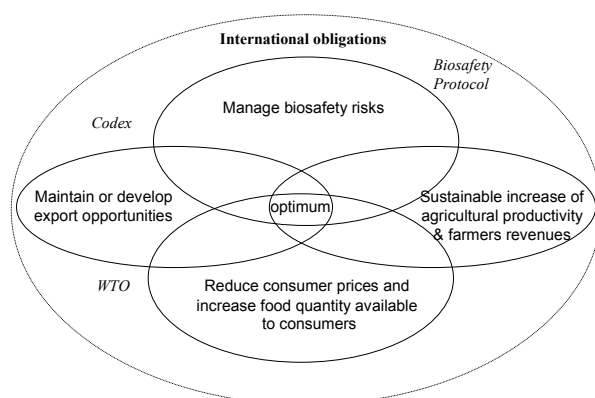 International obligations
Biosafety
Protocol
Manage biosafety risks
Codex
Maintain or develop
export opportunities
optimum
Sustainable increase of
agricultural productivity
& farmers revenues
WTO
Reduce consumer prices and
increase food quantity available
to consumers